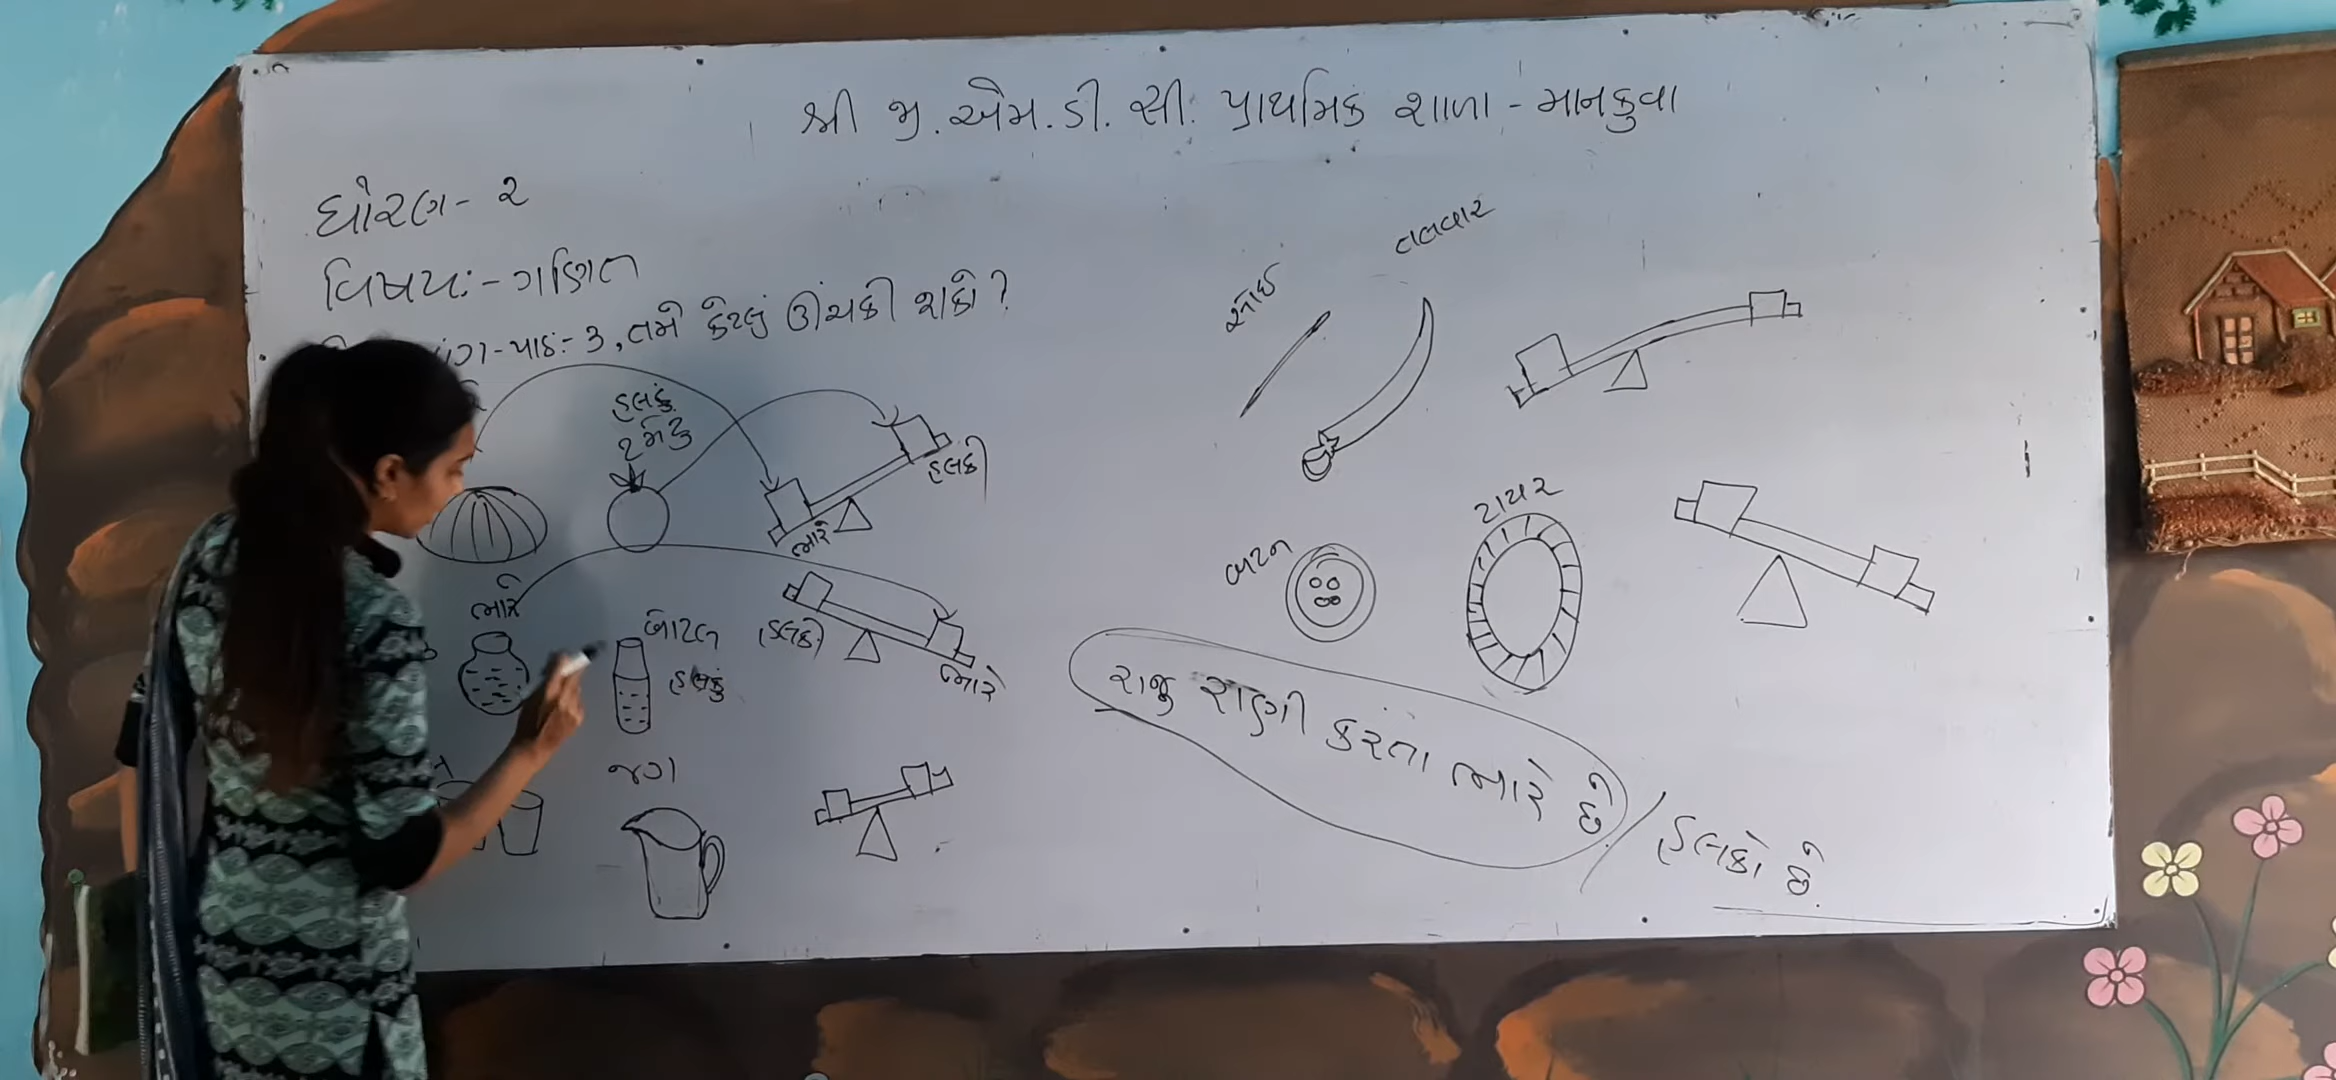 શ્રી જી. એમ. ડી. સી. પ્રાથમિક શાળા - માનકુવા
ધોરણ - ૨
વિષય:- ગણિત
પાઠ:- 3, તમે કેટલું ઊંચકી શકો ?
હલકું
ટમેટુ
હલકી
ભારે
ભારે
બોટલ
હલકું
હલકી
ભારે
જગ
સોઈ
તલવાર
બટન
ટાયર
રાજુ રાણી કરતા ભારે છે / હલકો છે.